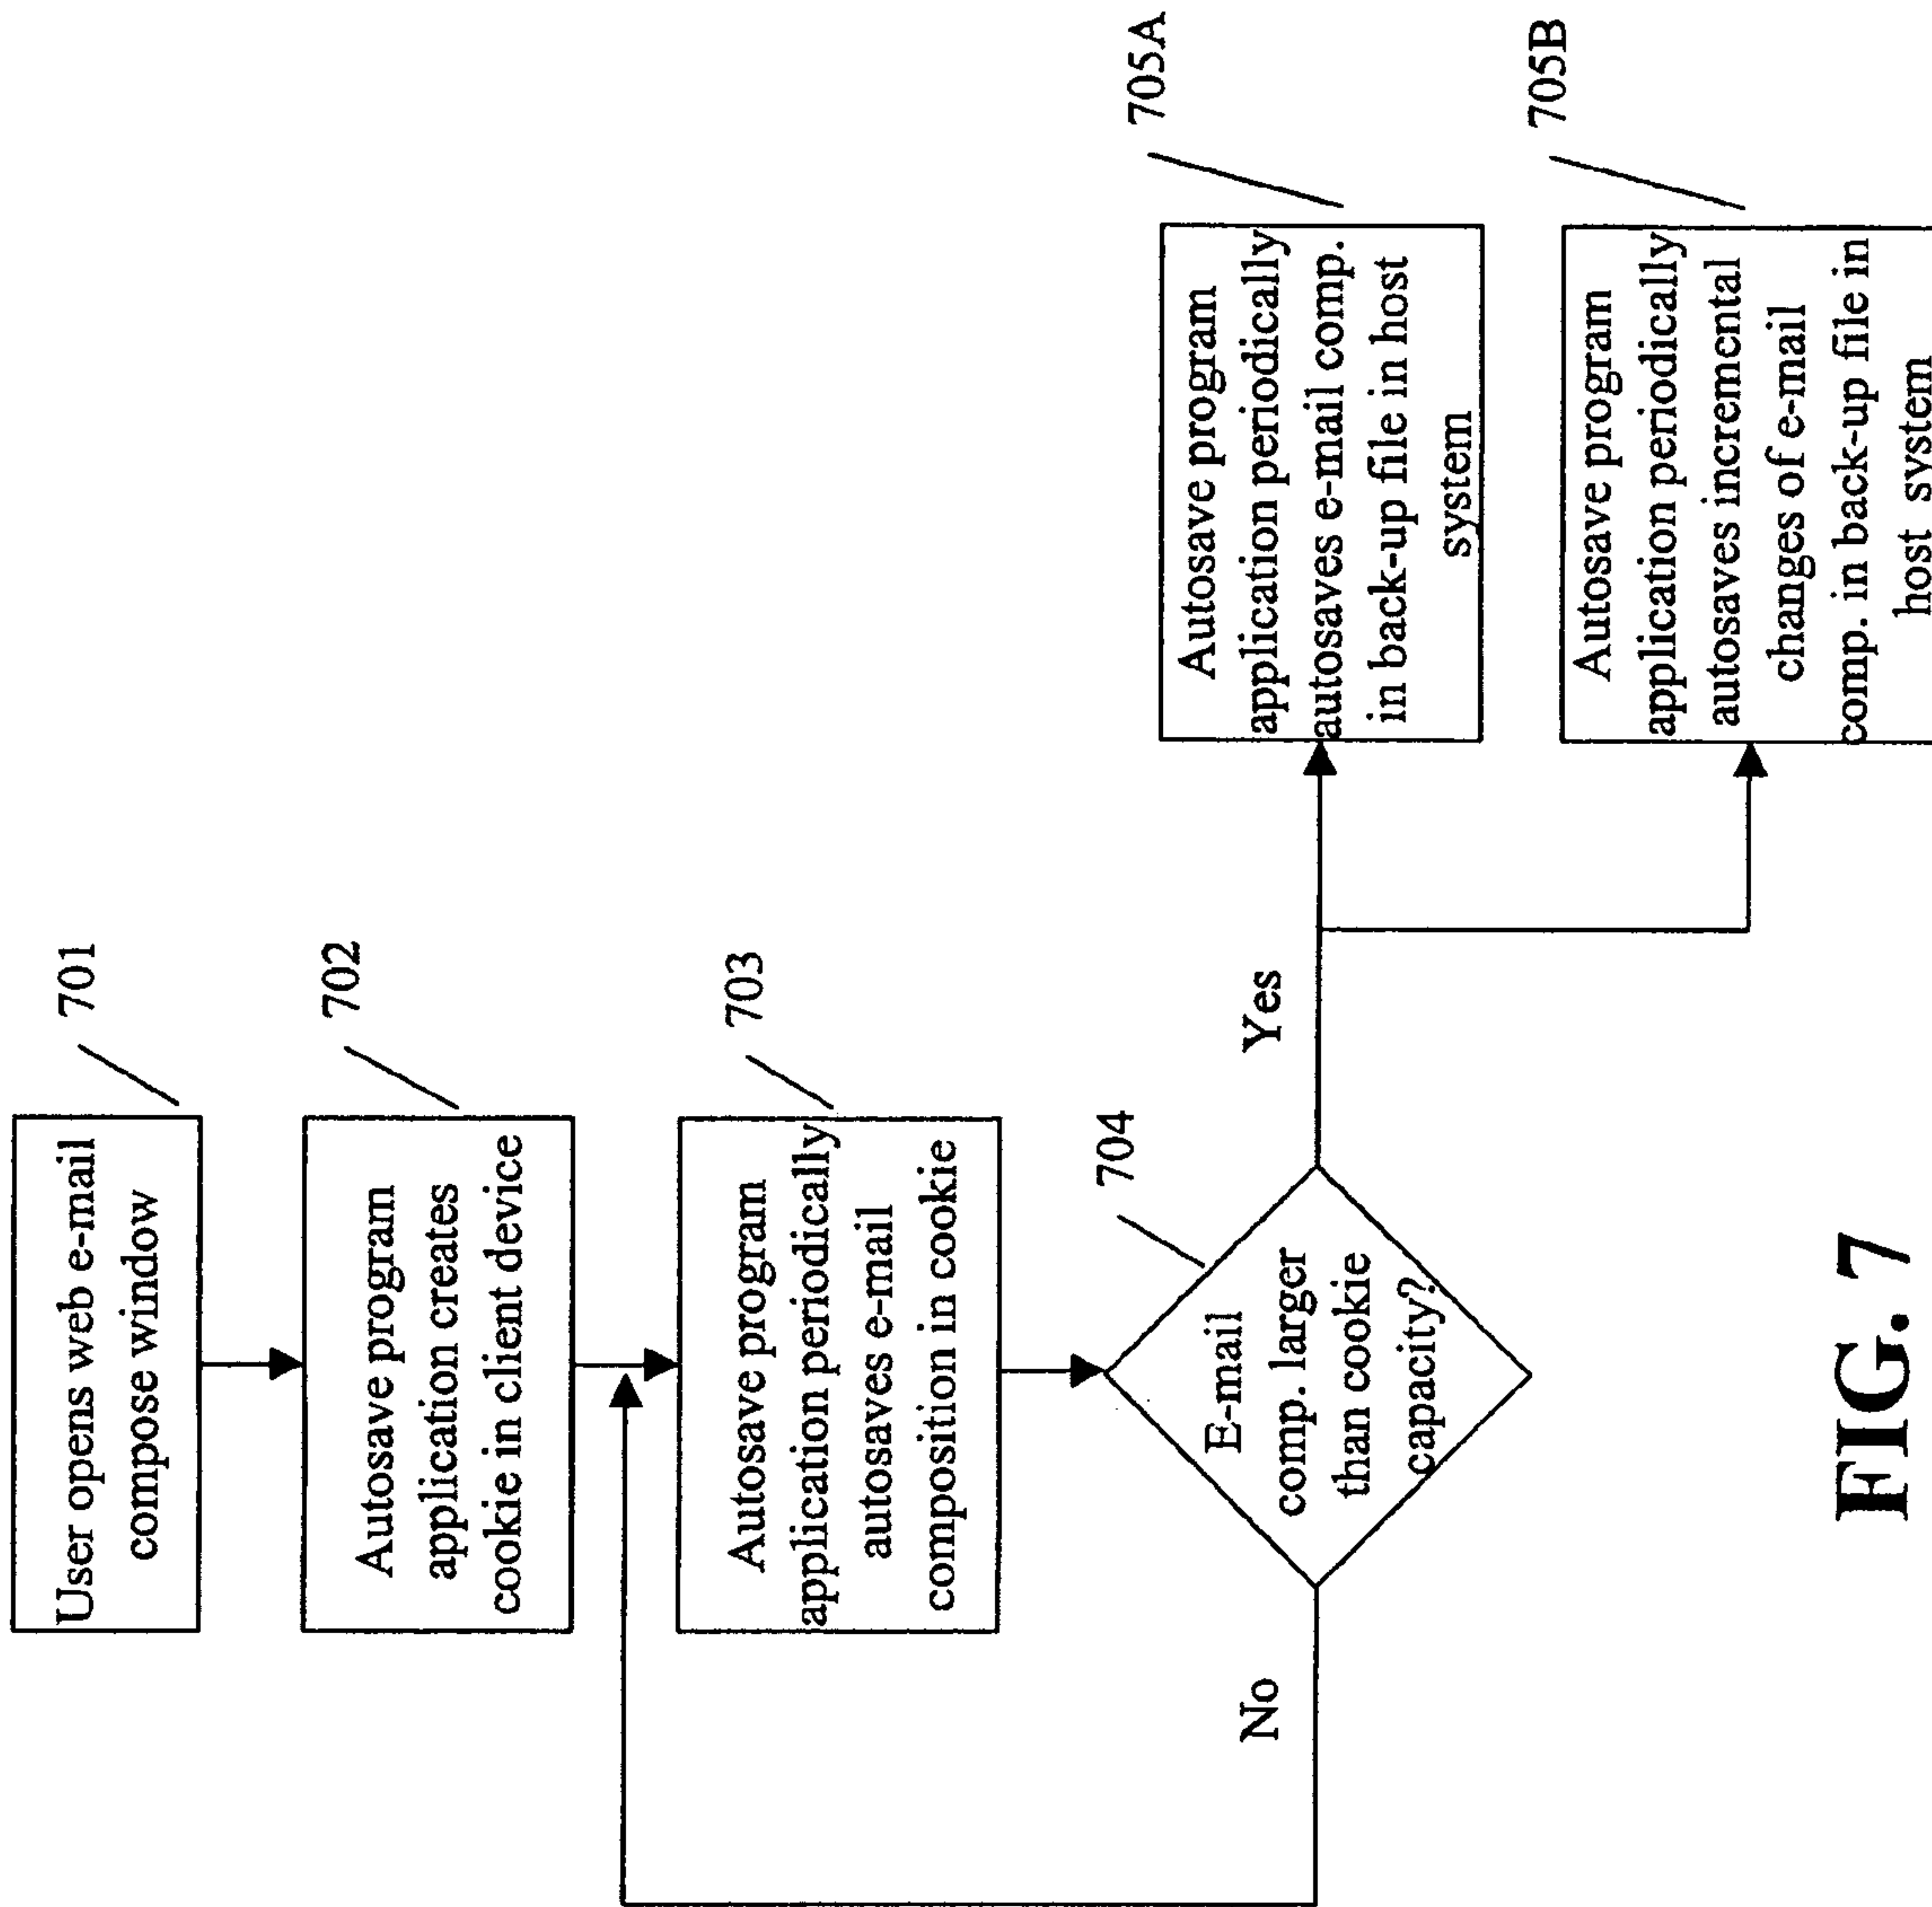 701
User opens web e-mail
compose window
702
Autosave program
application creates
cookie in client device
703
Autosave program
application periodically
autosaves e-mail
composition in cookie
704
E-mail
comp. larger
than cookie
capacity?
No
Yes
705A
Autosave program
application periodically
autosaves e-mail comp.
in back-up file in host
system
705B
Autosave program
application periodically
autosaves incremental
changes of e-mail
comp. in back-up file in
host system
FIG. 7